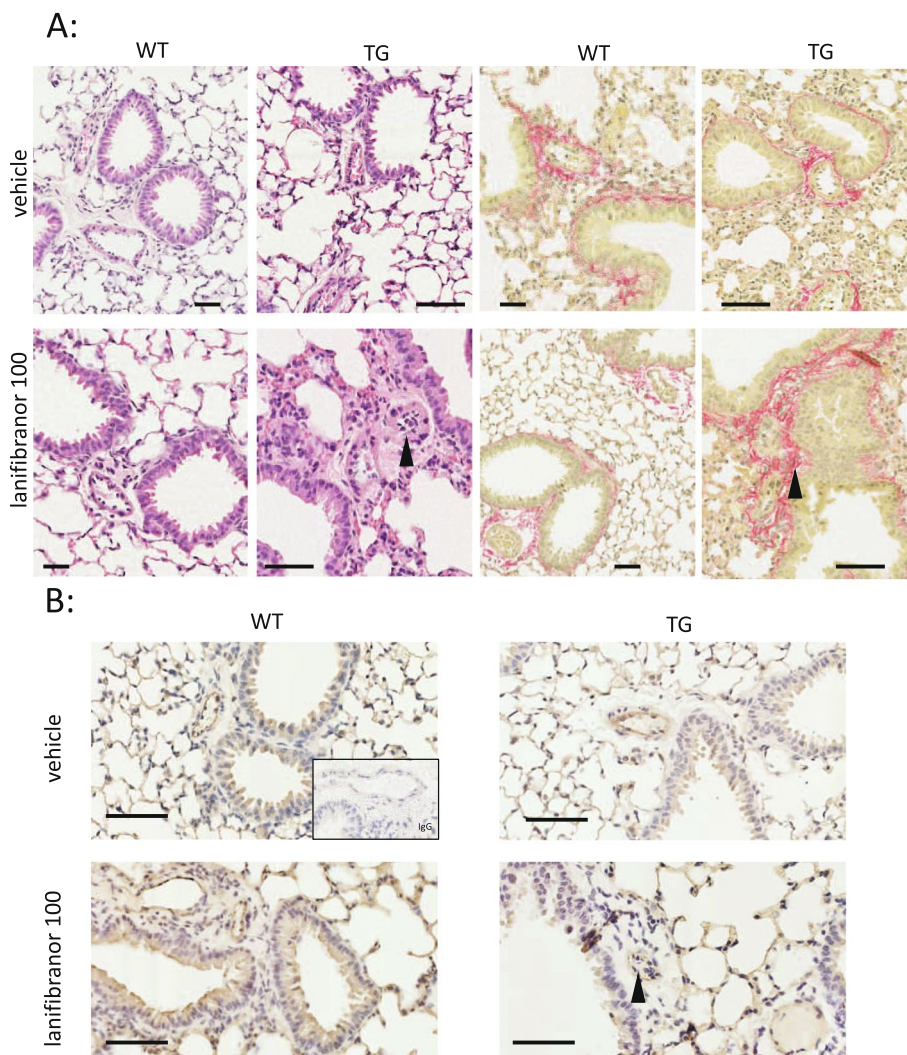 A:
WT TG WT TG
vehicle
lanifibranor 100
B:
WT TG
vehicle
IgG
lanifibranor 100